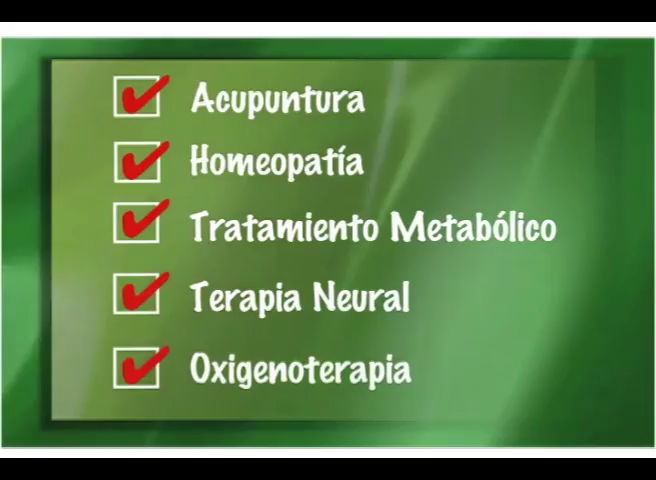 Acupuntura
Homeopatía
Tratamiento Metabólico
Terapia Neural
Oxigenoterapia